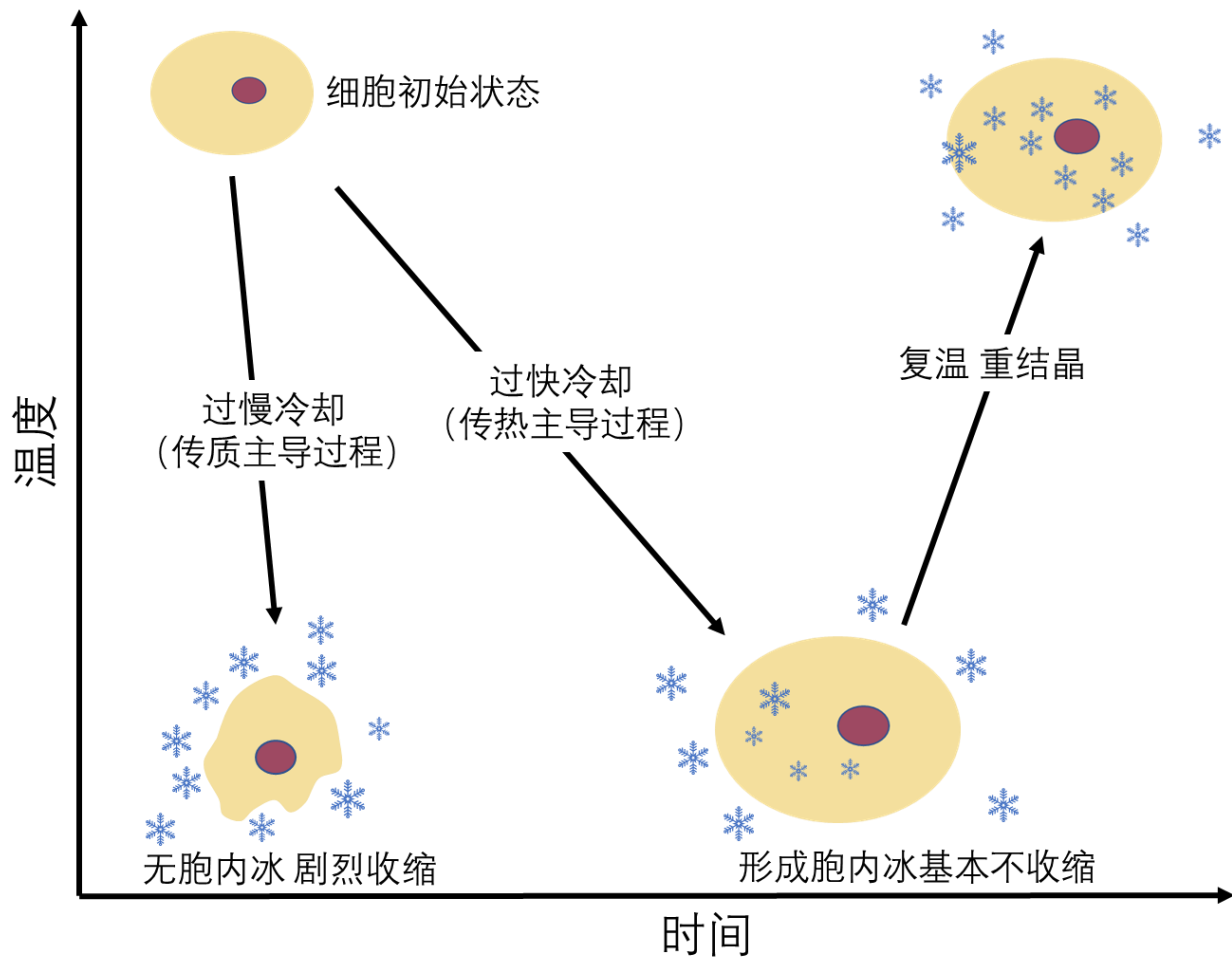 细胞初始状态
过慢冷却
（传质主导过程）
过快冷却
（传热主导过程）
复温 重结晶
温度
无胞内冰 剧烈收缩
形成胞内冰基本不收缩
时间